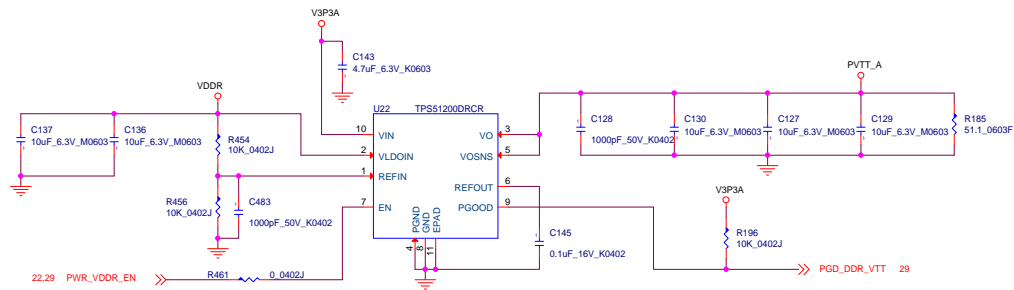 V3P3A
C143
4.7uF_6.3V_K0603
VDDR
PVTT_A
U22 TPS51200DRCR
C137
10uF_6.3V_M0603
C136
10uF_6.3V_M0603
R454
10K_0402J
C128
1000pF_50V_K0402
C130
10uF_6.3V_M0603
C127
10uF_6.3V_M0603
C129
10uF_6.3V_M0603
R185
51.1_0603F
10 VIN
VO 3
2 VLDOIN
VOSNS 5
1 REFIN
REFOUT 6
7 EN
PGOOD 9
PGND
GND
EPAD
4
8
11
R456
10K_0402J
C483
1000pF_50V_K0402
C145
0.1uF_16V_K0402
V3P3A
R196
10K_0402J
22,29 PWR_VDDR_EN
R461 0_0402J
PGD_DDR_VTT 29